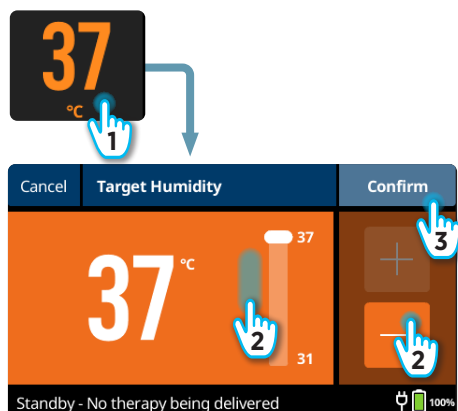 37
°C
1
Cancel Target Humidity Confirm
3
37 °C
37
31
2
2
Standby - No therapy being delivered 100%